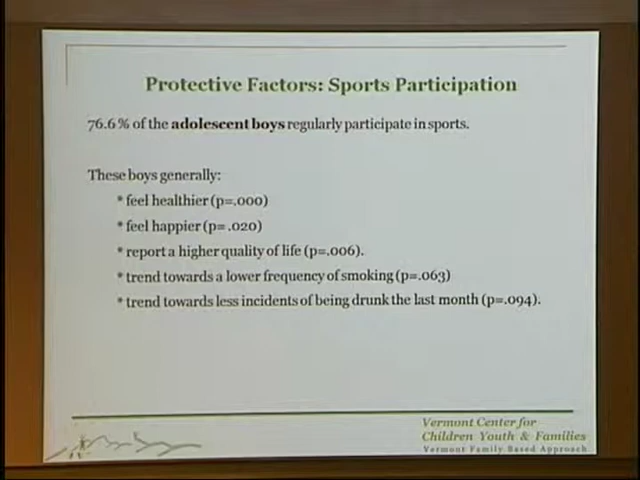 Protective Factors: Sports Participation
76.6 % of the adolescent boys regularly participate in sports.
These boys generally:
* feel healthier (p=.000)
* feel happier (p= .020)
* report a higher quality of life (p=.006).
* trend towards a lower frequency of smoking (p=.063)
* trend towards less incidents of being drunk the last month (p=.094).
Vermont Center for
Children Youth & Families
Vermont Family Based Approach